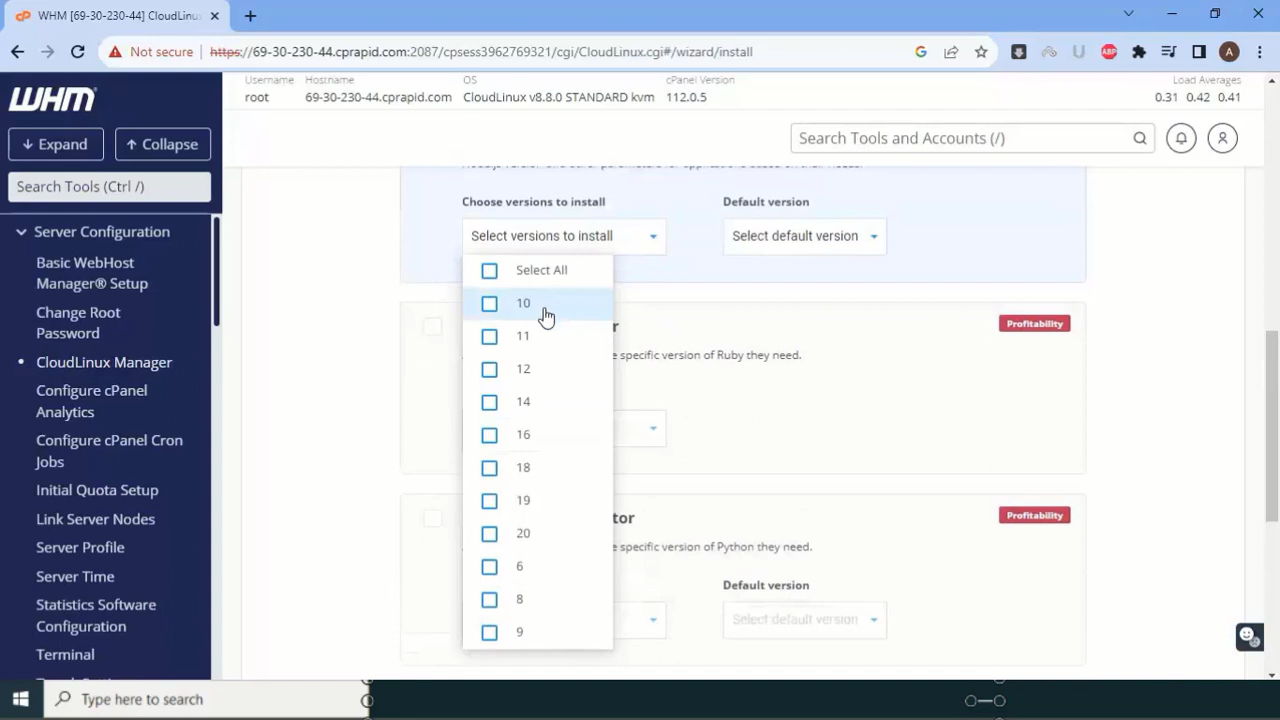 WHM [69-30-230-44] CloudLinux
Not secure
https://69-30-230-44.cprapid.com:2087/cpsess3962769321/cgi/CloudLinux.cgi#/wizard/install
ABP
A
WHM
Username
Hostname
OS
cPanel Version
Load Averages
root
69-30-230-44.cprapid.com
CloudLinux v8.8.0 STANDARD kvm
112.0.5
0.31 0.42 0.41
Expand
Collapse
Search Tools and Accounts (/)
Search Tools (Ctrl /)
Server Configuration
Basic WebHost
Manager® Setup
Change Root
Password
CloudLinux Manager
Configure cPanel
Analytics
Configure cPanel Cron
Jobs
Initial Quota Setup
Link Server Nodes
Server Profile
Server Time
Statistics Software
Configuration
Terminal
Choose versions to install
Default version
Select versions to install
Select default version
Select All
10
11
12
14
16
18
19
20
6
8
9
Profitability
specific version of Ruby they need.
Profitability
specific version of Python they need.
Default version
Select default version
Type here to search